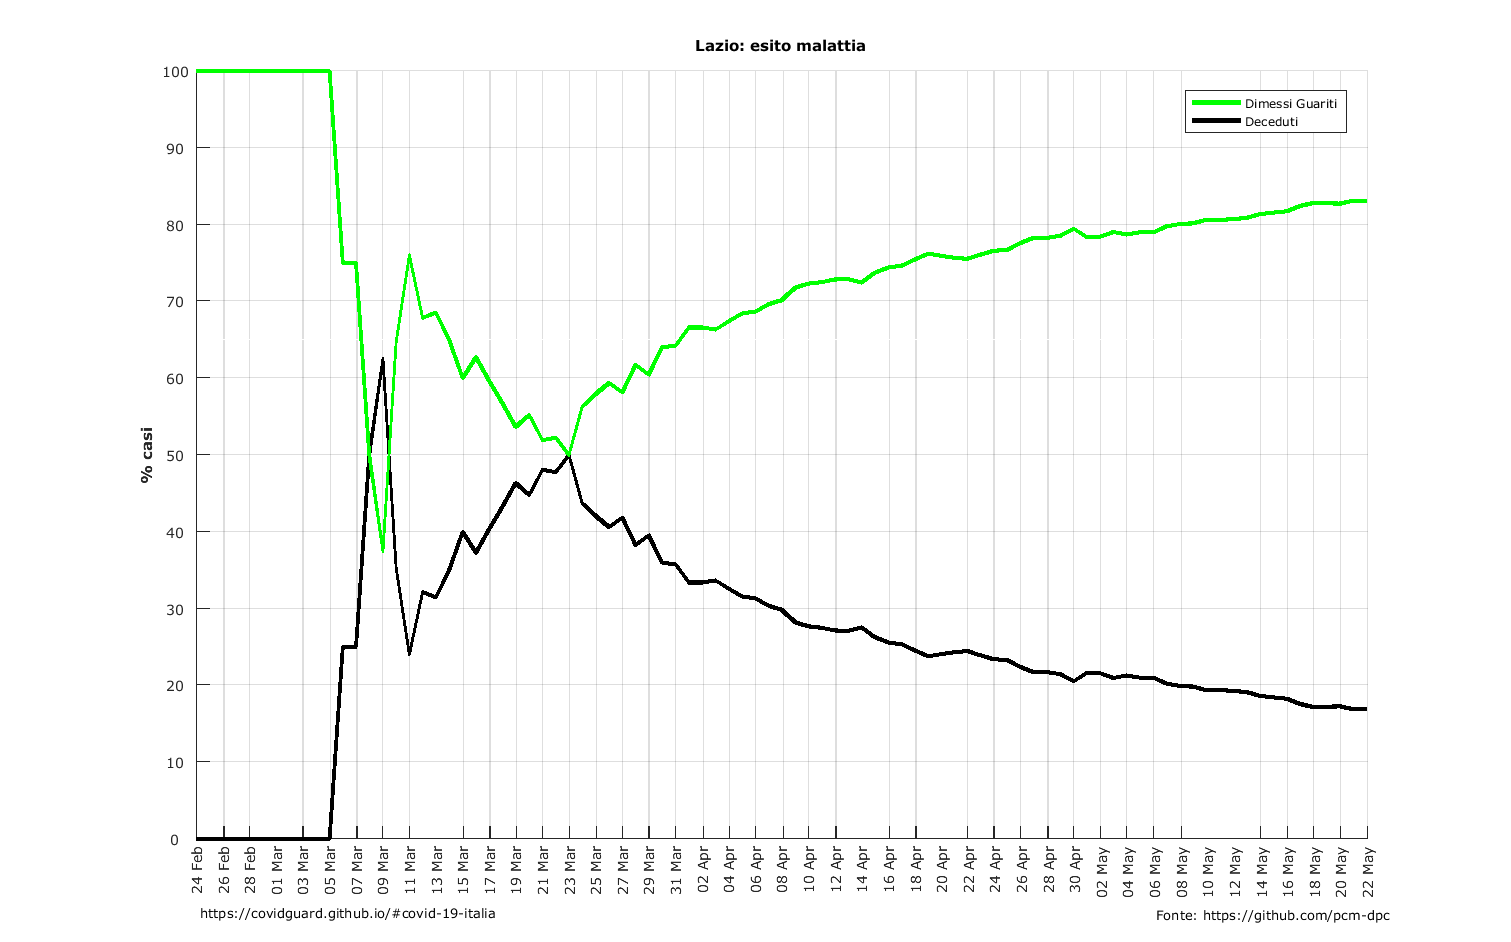 Lazio: esito malattia
100
90
80
70
60
50
40
30
20
10
0
% casi
Dimessi Guariti
Deceduti
24 Feb
26 Feb
28 Feb
01 Mar
03 Mar
05 Mar
07 Mar
09 Mar
11 Mar
13 Mar
15 Mar
17 Mar
19 Mar
21 Mar
23 Mar
25 Mar
27 Mar
29 Mar
31 Mar
02 Apr
04 Apr
06 Apr
08 Apr
10 Apr
12 Apr
14 Apr
16 Apr
18 Apr
20 Apr
22 Apr
24 Apr
26 Apr
28 Apr
30 Apr
02 May
04 May
06 May
08 May
10 May
12 May
14 May
16 May
18 May
20 May
22 May
https://covidguard.github.io/#covid-19-italia
Fonte: https://github.com/pcm-dpc